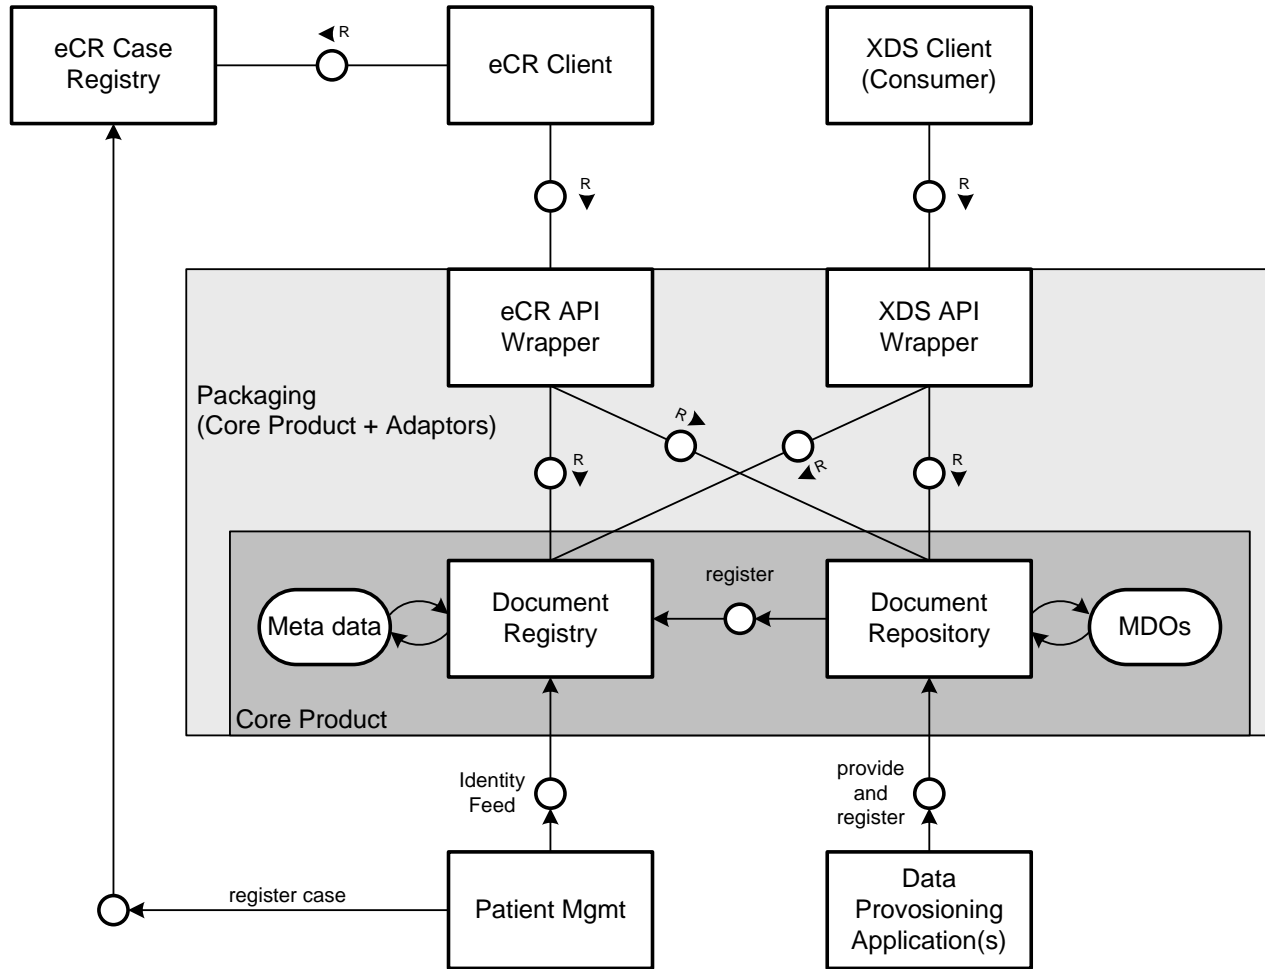 eCR Case
Registry
R
eCR Client
XDS Client
(Consumer)
R
R
eCR API
Wrapper
XDS API
Wrapper
Packaging
(Core Product + Adaptors)
R
R
R
R
Meta data
Document
Registry
register
Document
Repository
MDOs
Core Product
Identity
Feed
provide
and
register
register case
Patient Mgmt
Data
Provosioning
Application(s)